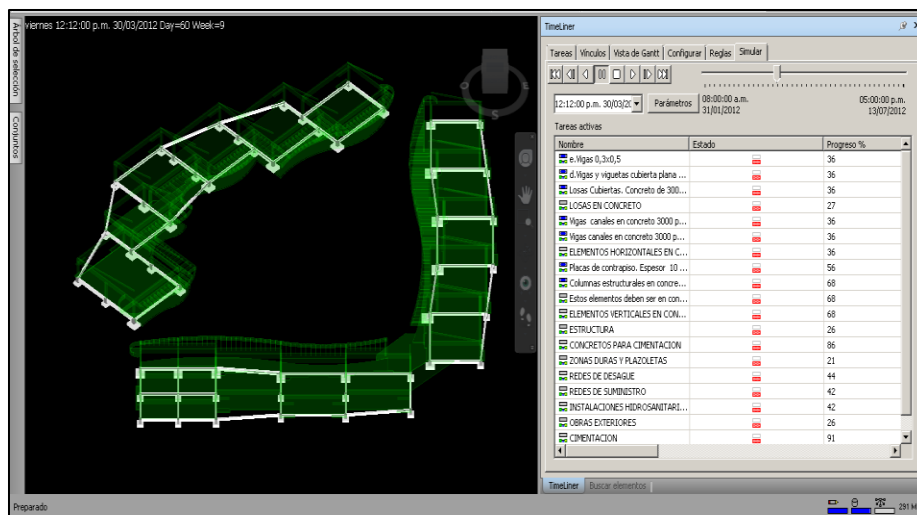 viernes 12:12:00 p.m. 30/03/2012 Day=60 Week=9
Arbol de selección
Conjuntos
S
E
TimeLiner
Tareas
Vínculos
Vista de Gantt
Configurar
Reglas
Simular
12:12:00 p.m. 30/03/20
Parámetros
08:00:00 a.m.
31/01/2012
05:00:00 p.m.
13/07/2012
Tareas activas
Nombre Estado Progreso %
e.Vigas 0,3x0,5 36
d.Vigas y viguetas cubierta plana ... 36
Losas Cubiertas. Concreto de 300... 36
LOSAS EN CONCRETO 27
Vigas canales en concreto 3000 p... 36
Vigas canales en concreto 3000 p... 36
ELEMENTOS HORIZONTALES EN C... 36
Placas de contrapiso. Espesor 10 ... 56
Columnas estructurales en concre... 68
Estos elementos deben ser en con... 68
ELEMENTOS VERTICALES EN CON... 68
ESTRUCTURA 26
CONCRETOS PARA CIMENTACION 86
ZONAS DURAS Y PLAZOLETAS 21
REDES DE DESAGUE 44
REDES DE SUMINISTRO 42
INSTALACIONES HIDROSANITARI... 42
OBRAS EXTERIORES 26
CIMENTACION 91
TimeLiner
Buscar elementos
Preparado
291 M